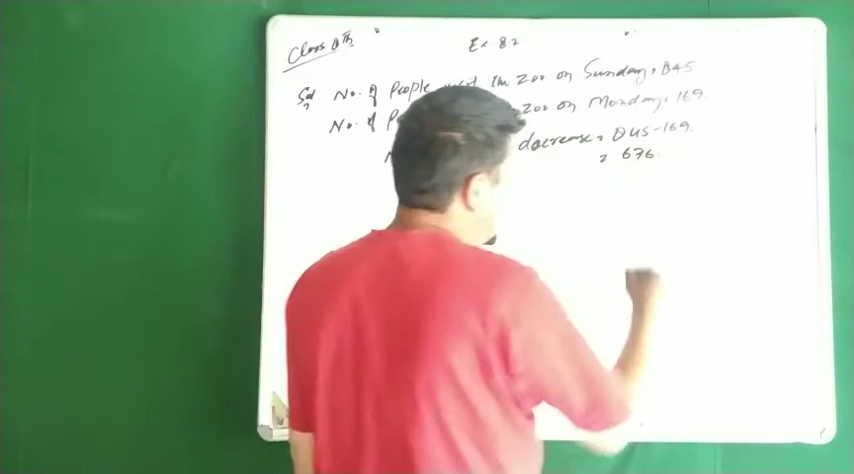 Class 8th
Ex 8.2
Sol No. of People visit the Zoo on Sunday = 845
No. of Zoo on Monday = 169.
decrease = 845-169.
= 676.